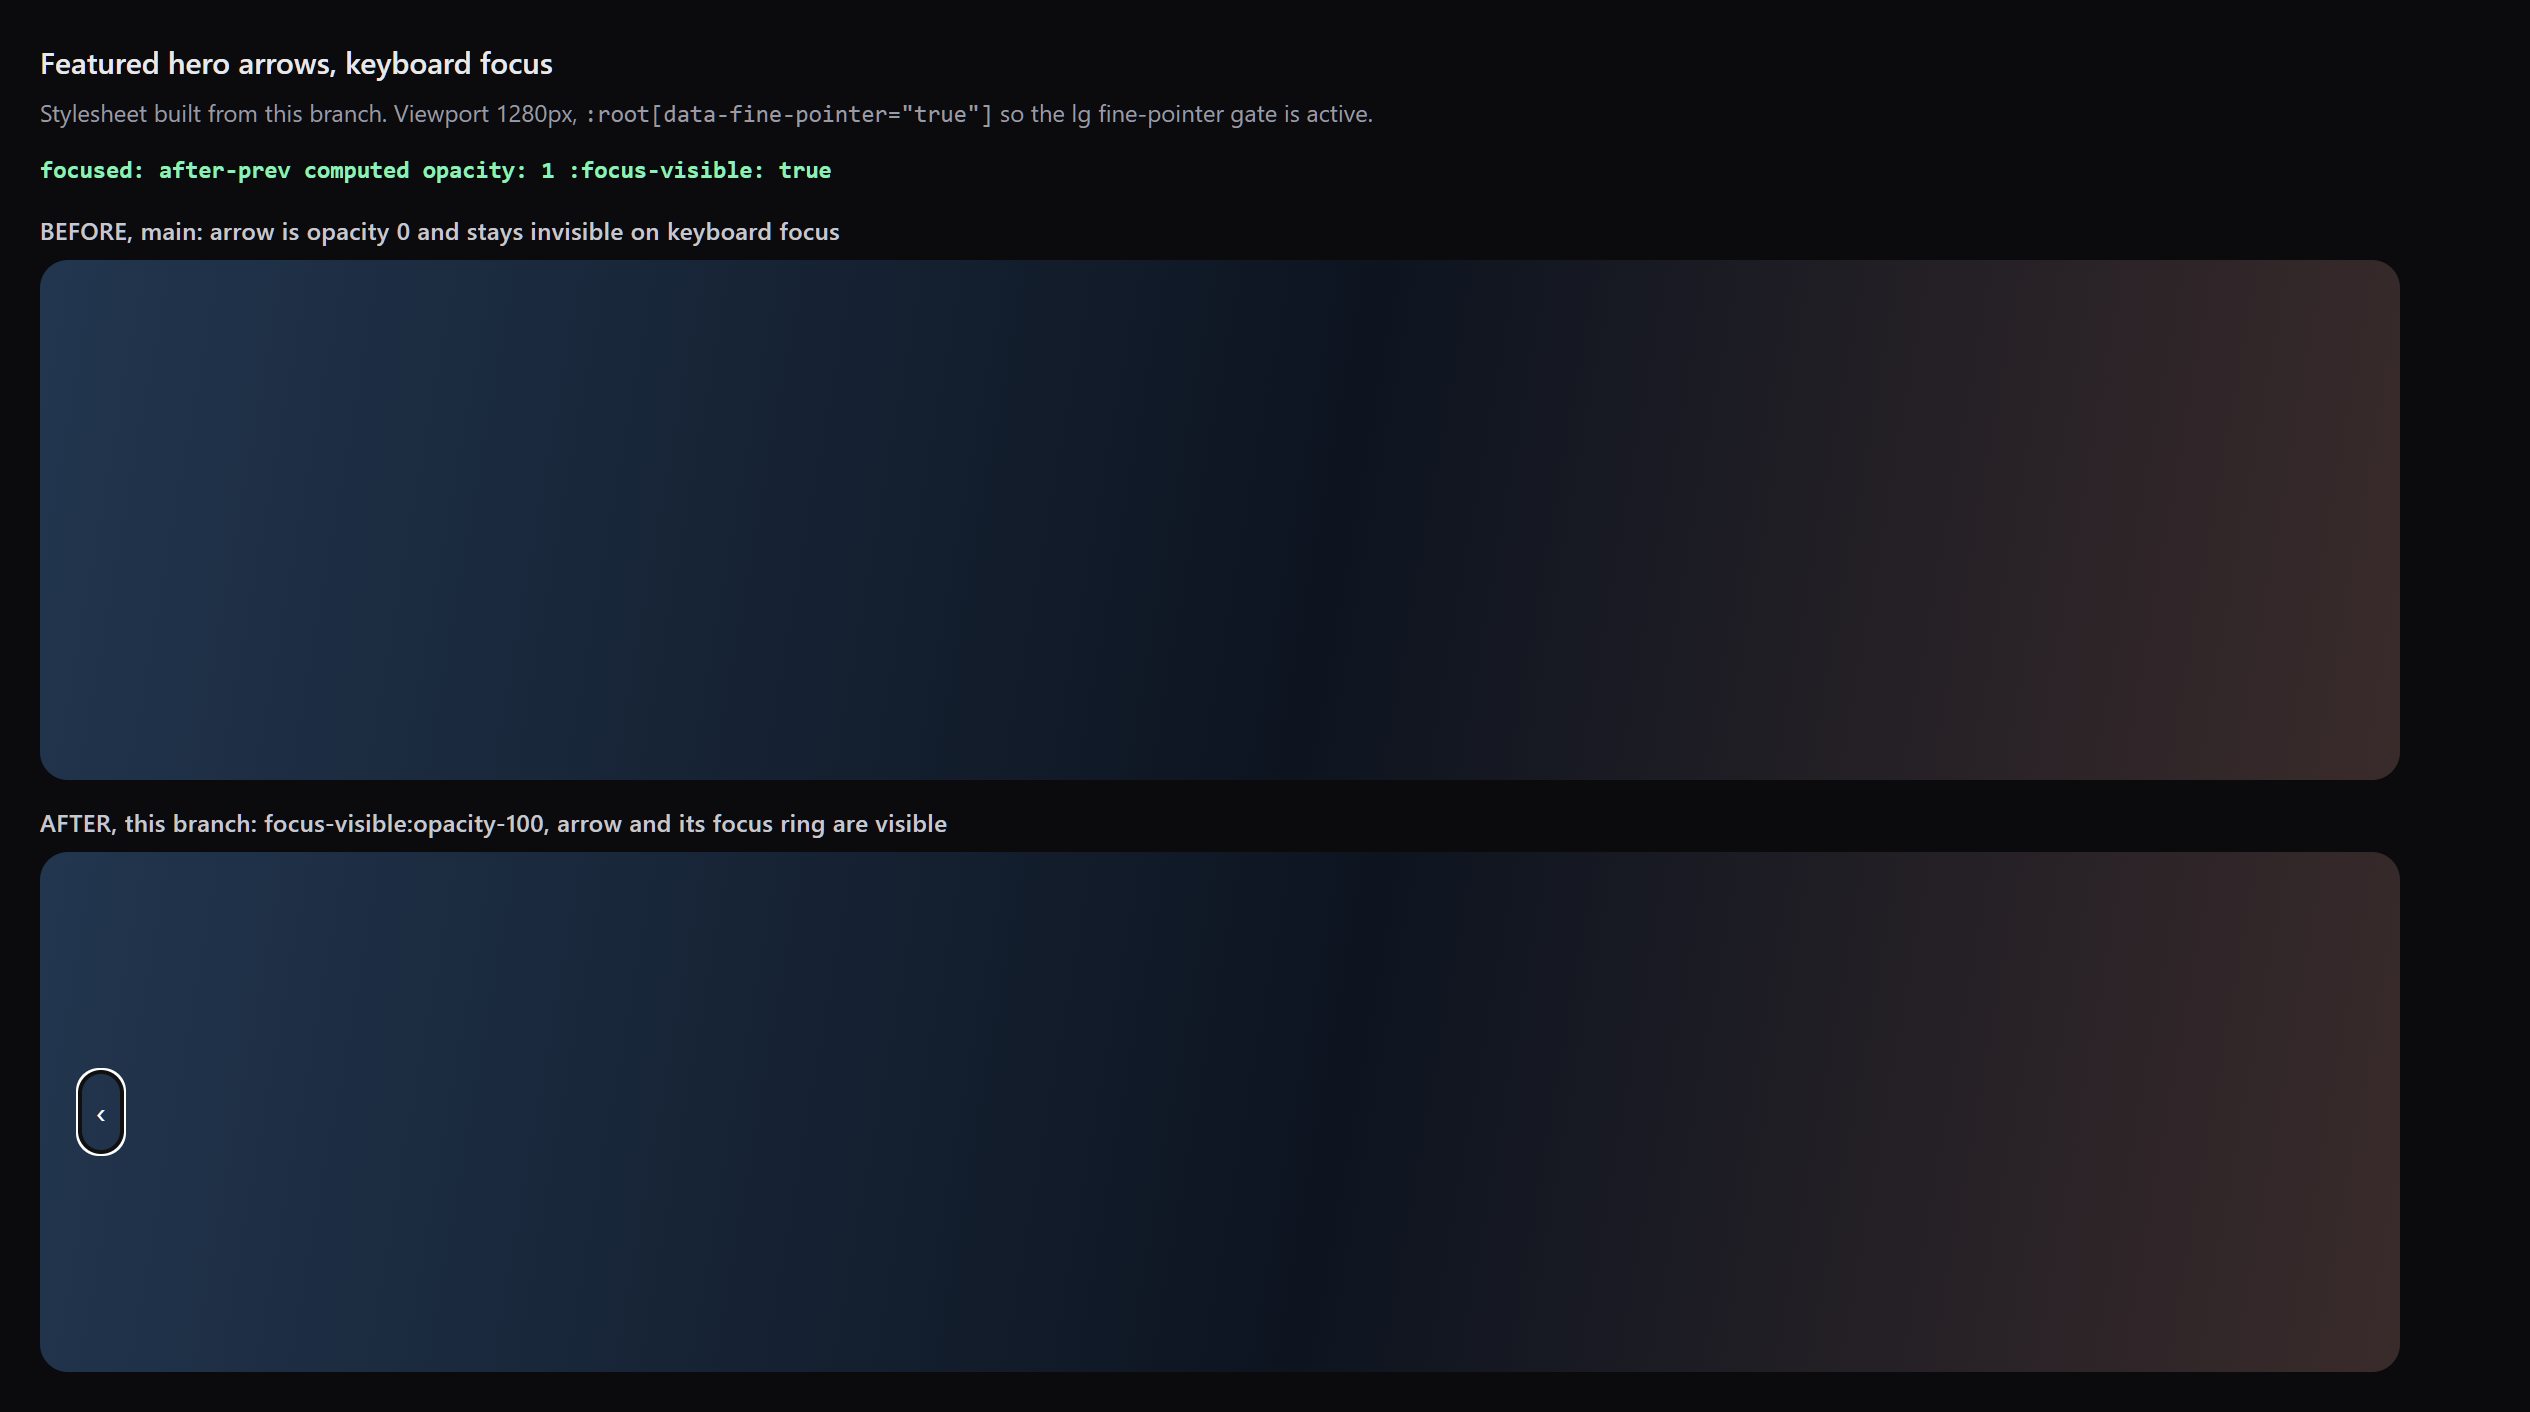 Featured hero arrows, keyboard focus
Stylesheet built from this branch. Viewport 1280px, :root[data-fine-pointer="true"] so the lg fine-pointer gate is active.
focused: after-prev computed opacity: 1 :focus-visible: true
BEFORE, main: arrow is opacity 0 and stays invisible on keyboard focus
AFTER, this branch: focus-visible:opacity-100, arrow and its focus ring are visible
‹